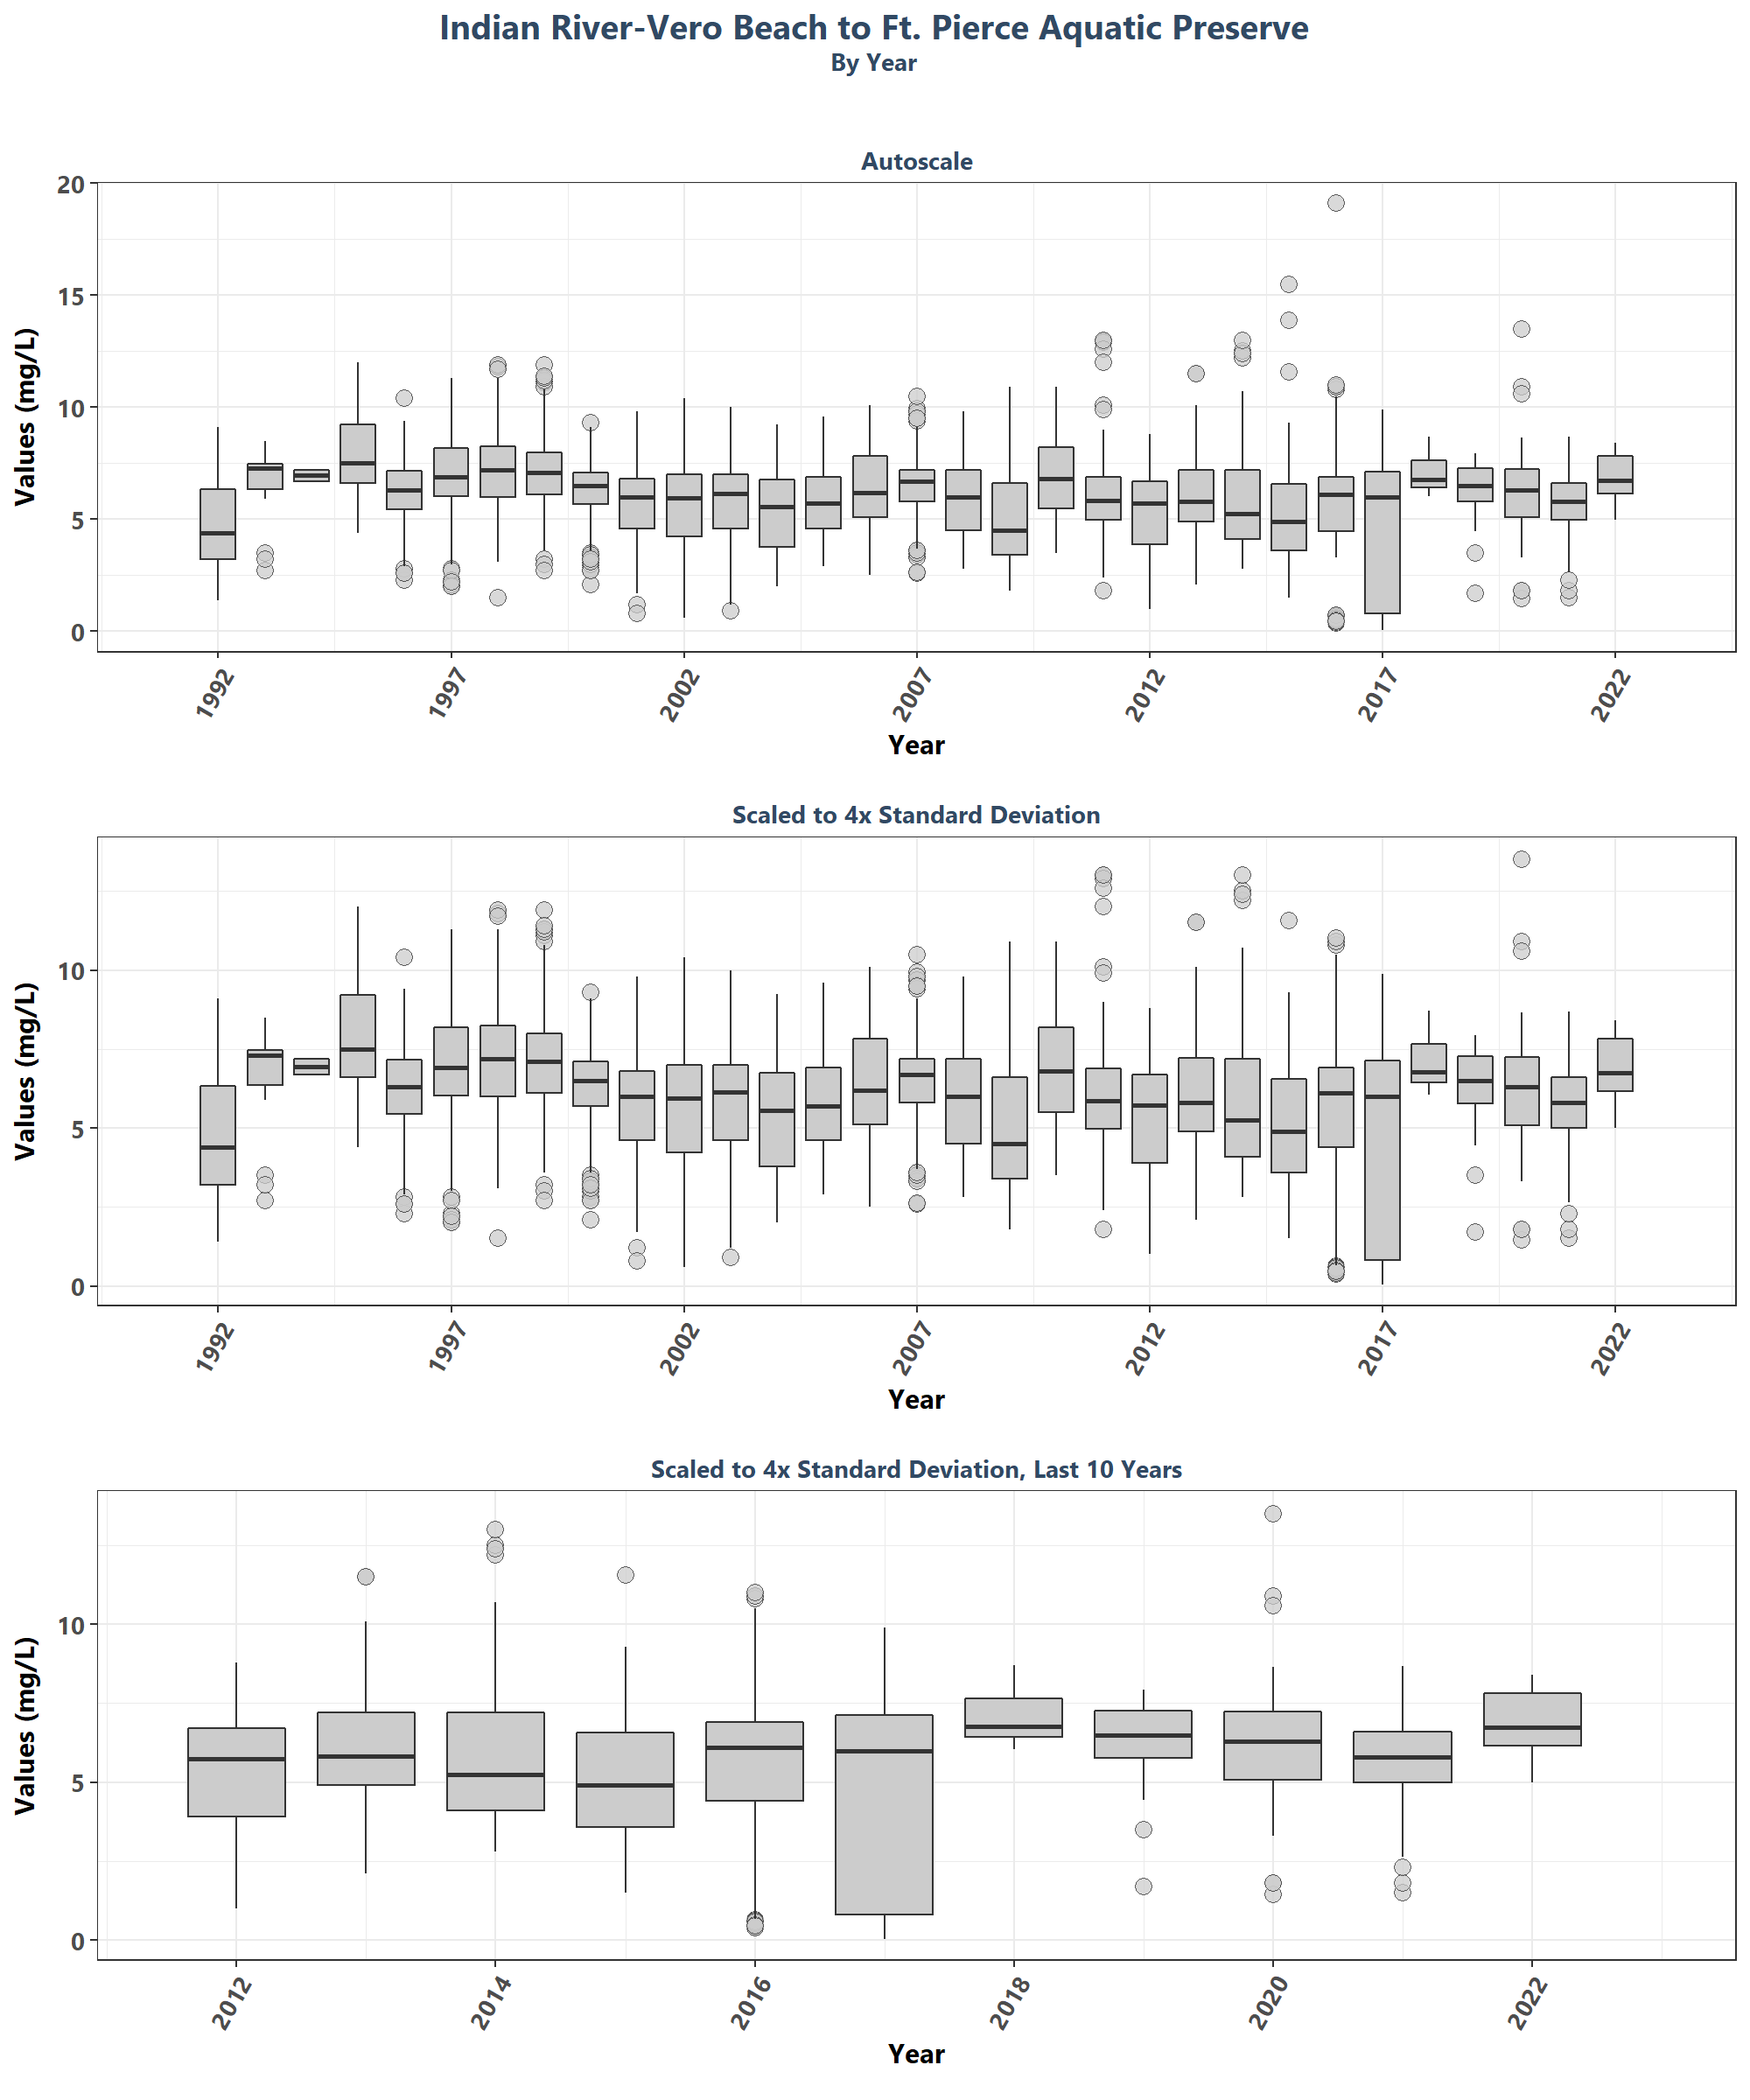 Indian River-Vero Beach to Ft. Pierce Aquatic Preserve
By Year
Autoscale
Values (mg/L)
20
15
10
5
0
1992
1997
2002
2007
2012
2017
2022
Year
Scaled to 4x Standard Deviation
Values (mg/L)
10
5
0
1992
1997
2002
2007
2012
2017
2022
Year
Scaled to 4x Standard Deviation, Last 10 Years
Values (mg/L)
10
5
0
2012
2014
2016
2018
2020
2022
Year